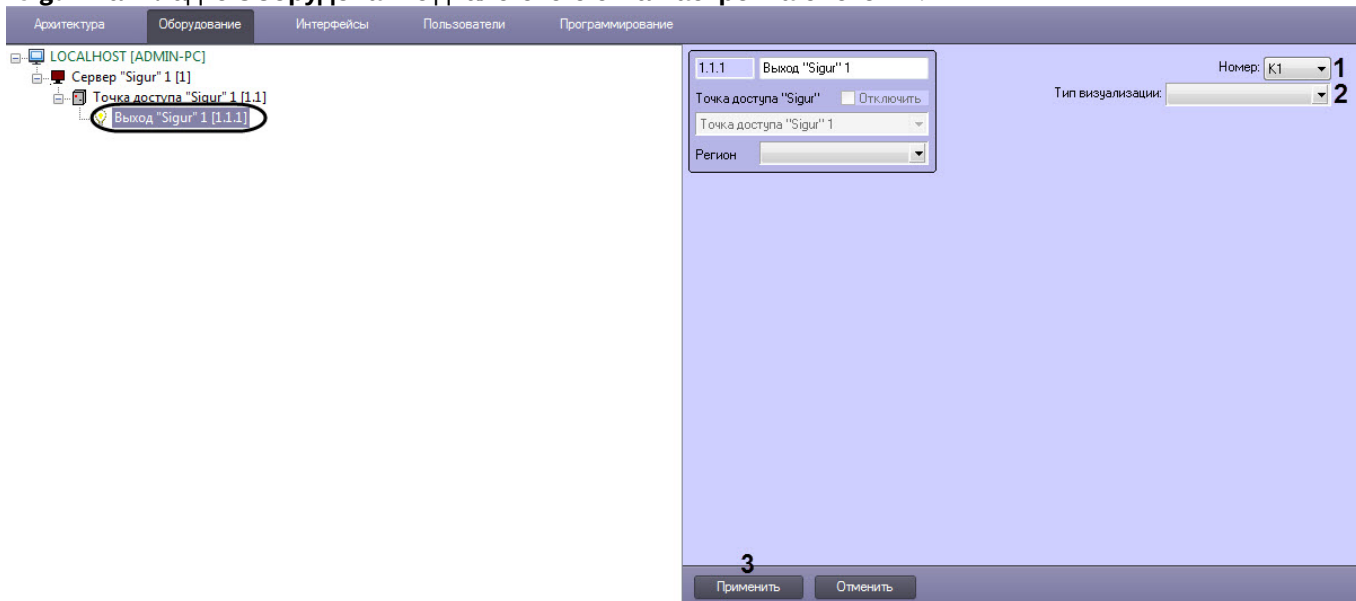 Архитектура Оборудование Интерфейсы Пользователи Программирование
LOCALHOST [ADMIN-PC]
Сервер "Sigur" 1 [1]
Точка доступа "Sigur" 1 [1.1]
Выход "Sigur" 1 [1.1.1]
1.1.1 Выход "Sigur" 1
Точка доступа "Sigur" Отключить
Точка доступа "Sigur" 1
Регион
Номер: K1 1
Тип визуализации: 2
3
Применить Отменить